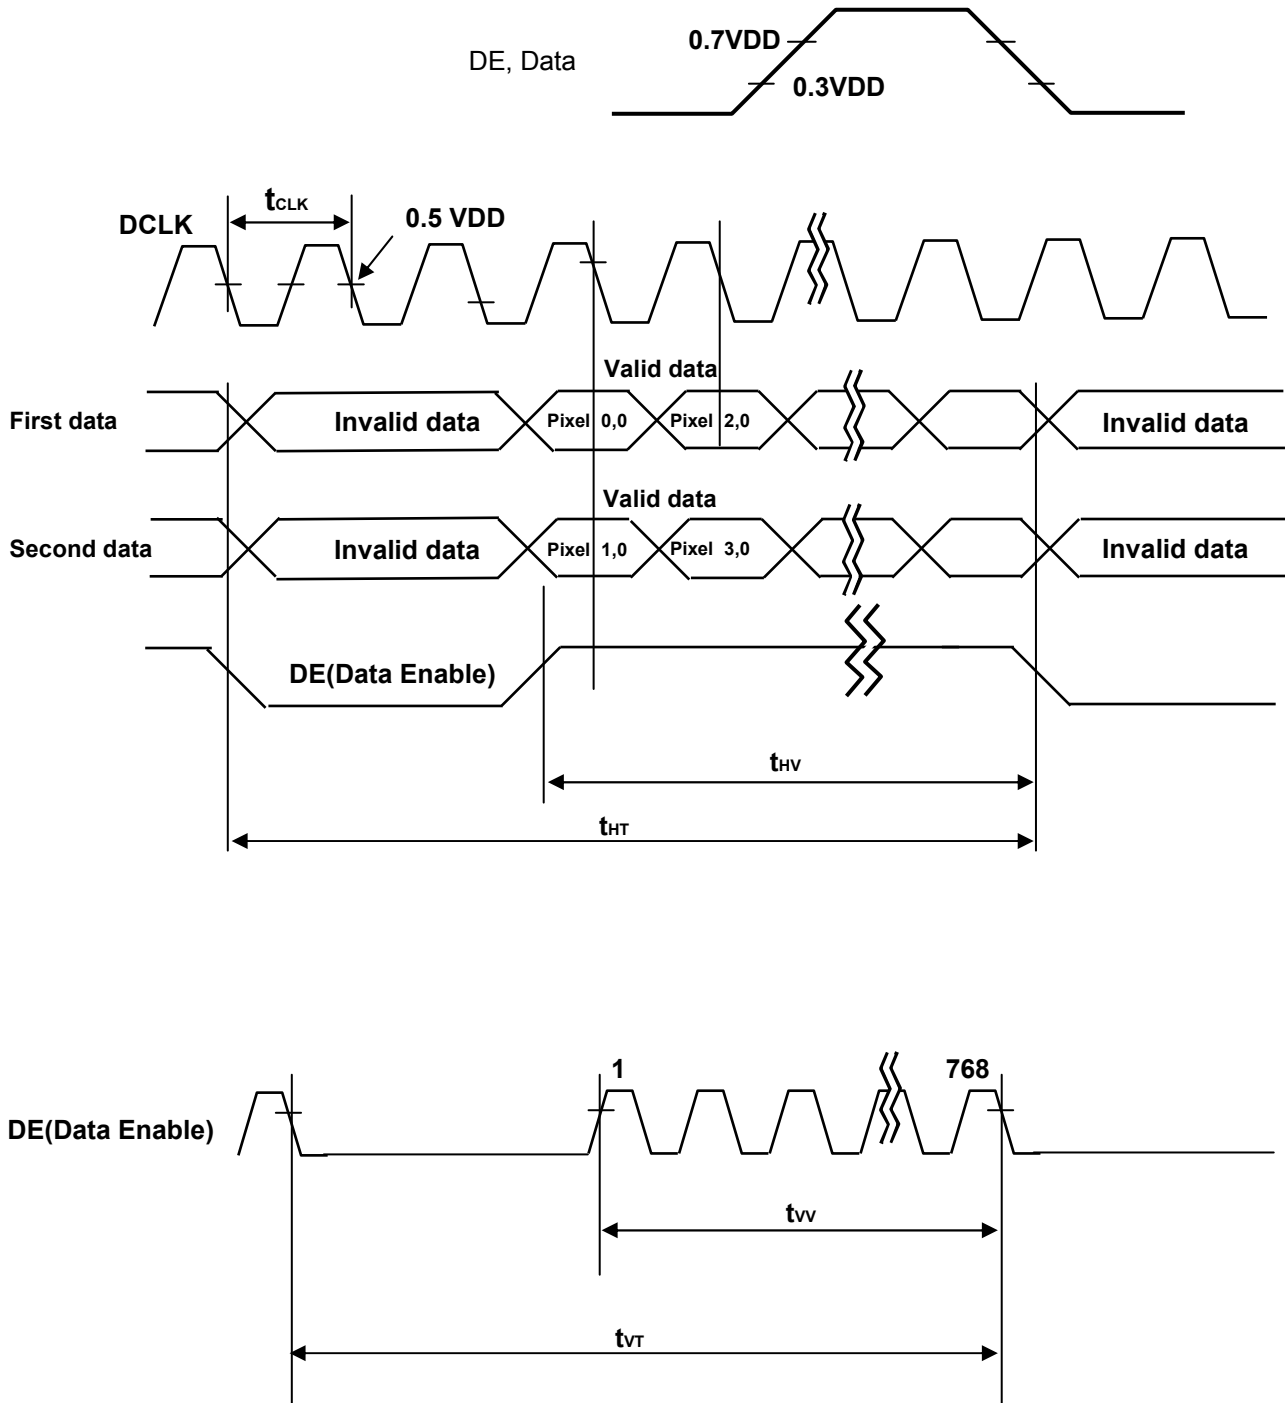 0.7VDD
DE, Data
0.3VDD
tCLK
DCLK
0.5 VDD
Valid data
First data
Invalid data
Pixel 0,0
Pixel 2,0
Invalid data
Valid data
Second data
Invalid data
Pixel 1,0
Pixel 3,0
Invalid data
DE(Data Enable)
tHV
tHT
1
768
DE(Data Enable)
tVV
tVT